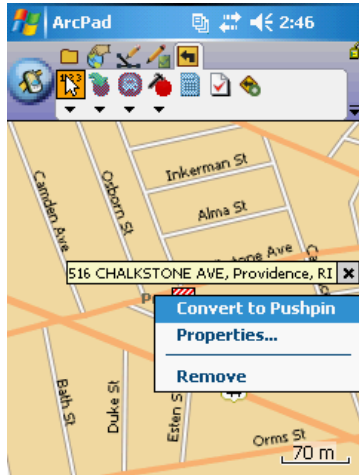 ArcPad 2:46
Inkerman St
Camden Ave
Osborn St
Alma St
Ave
516 CHALKSTONE AVE, Providence, RI
Convert to Pushpin
Properties...
Remove
Bath St
Duke St
Esten S
Orms St
70 m